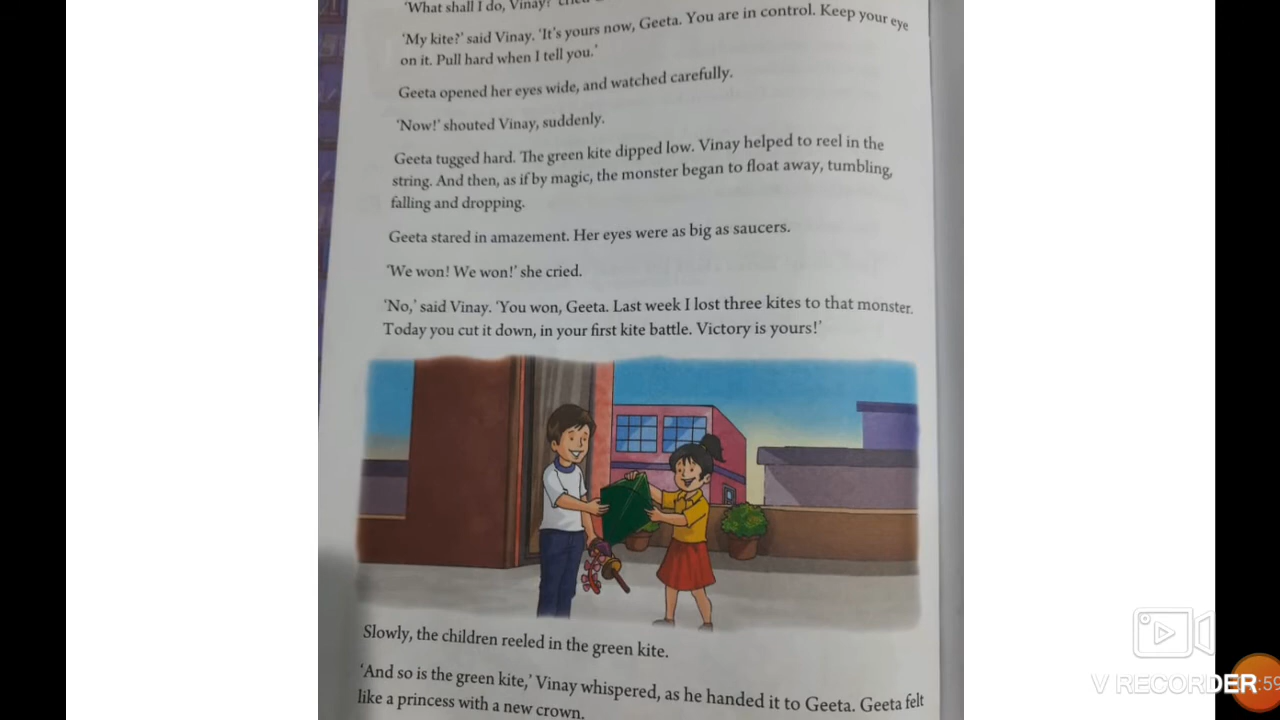 'What shall I do, Vinay?' cried
'My kite?' said Vinay. 'It's yours now, Geeta. You are in control. Keep your eye
on it. Pull hard when I tell you.'
Geeta opened her eyes wide, and watched carefully.
'Now!' shouted Vinay, suddenly.
Geeta tugged hard. The green kite dipped low. Vinay helped to reel in the
string. And then, as if by magic, the monster began to float away, tumbling,
falling and dropping.
Geeta stared in amazement. Her eyes were as big as saucers.
'We won! We won!' she cried.
'No,' said Vinay. 'You won, Geeta. Last week I lost three kites to that monster.
Today you cut it down, in your first kite battle. Victory is yours!'
Slowly, the children reeled in the green kite.
'And so is the green kite,' Vinay whispered, as he handed it to Geeta. Geeta felt
like a princess with a new crown.
V RECORDER
:59